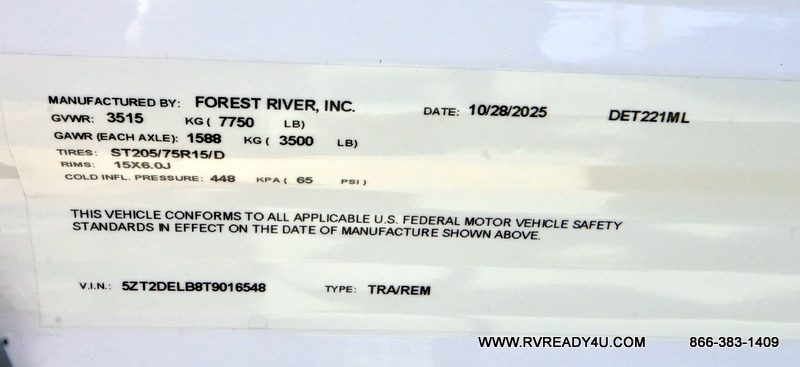 MANUFACTURED BY: FOREST RIVER, INC. DATE: 10/28/2025 DET221ML
GVWR: 3515 KG ( 7750 LB)
GAWR (EACH AXLE): 1588 KG ( 3500 LB)
TIRES: ST205/75R15/D
RIMS: 15X6.0J
COLD INFL. PRESSURE: 448 KPA ( 65 PSI )
THIS VEHICLE CONFORMS TO ALL APPLICABLE U.S. FEDERAL MOTOR VEHICLE SAFETY
STANDARDS IN EFFECT ON THE DATE OF MANUFACTURE SHOWN ABOVE.
V.I.N.: 5ZT2DELB8T9016548 TYPE: TRA/REM
WWW.RVREADY4U.COM 866-383-1409